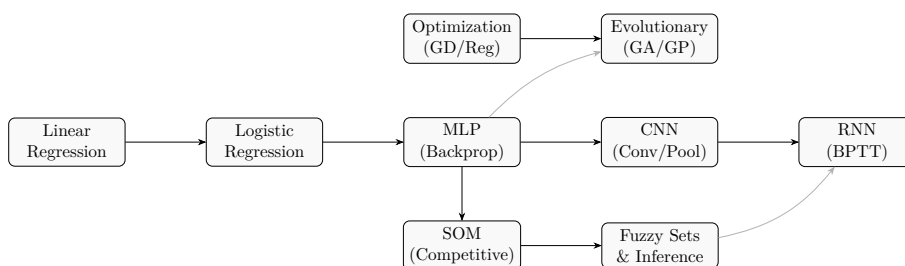 Optimization
(GD/Reg)
Evolutionary
(GA/GP)
Linear
Regression
Logistic
Regression
MLP
(Backprop)
CNN
(Conv/Pool)
RNN
(BPTT)
SOM
(Competitive)
Fuzzy Sets
& Inference